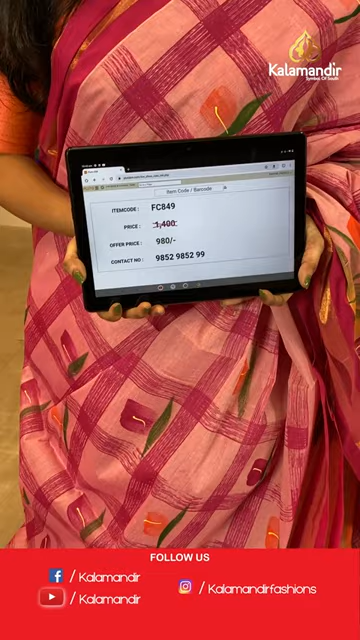 Kalamandir
Symbol Of South
Item Code / Barcode
ITEMCODE : FC849
PRICE : 1,400
OFFER PRICE : 980/-
CONTACT NO : 9852 9852 99
FOLLOW US
/ Kalamandir
/ Kalamandirfashions
/ Kalamandir